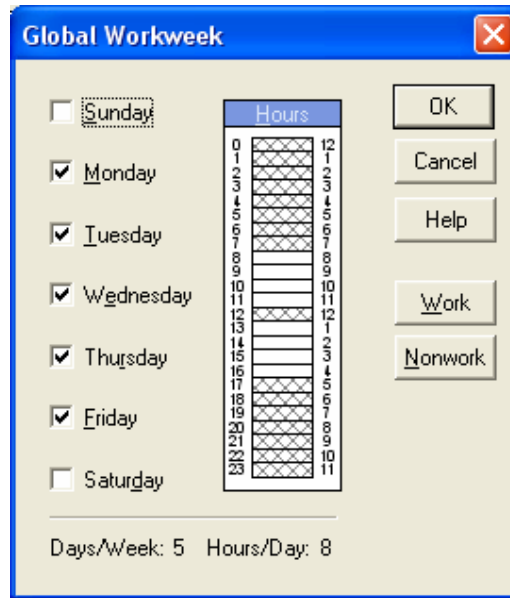 Global Workweek
Sunday
Monday
Tuesday
Wednesday
Thursday
Friday
Saturday
Hours
0 12
1 1
2 2
3 3
4 4
5 5
6 6
7 7
8 8
9 9
10 10
11 11
12 12
13 1
14 2
15 3
16 4
17 5
18 6
19 7
20 8
21 9
22 10
23 11
OK
Cancel
Help
Work
Nonwork
Days/Week: 5 Hours/Day: 8